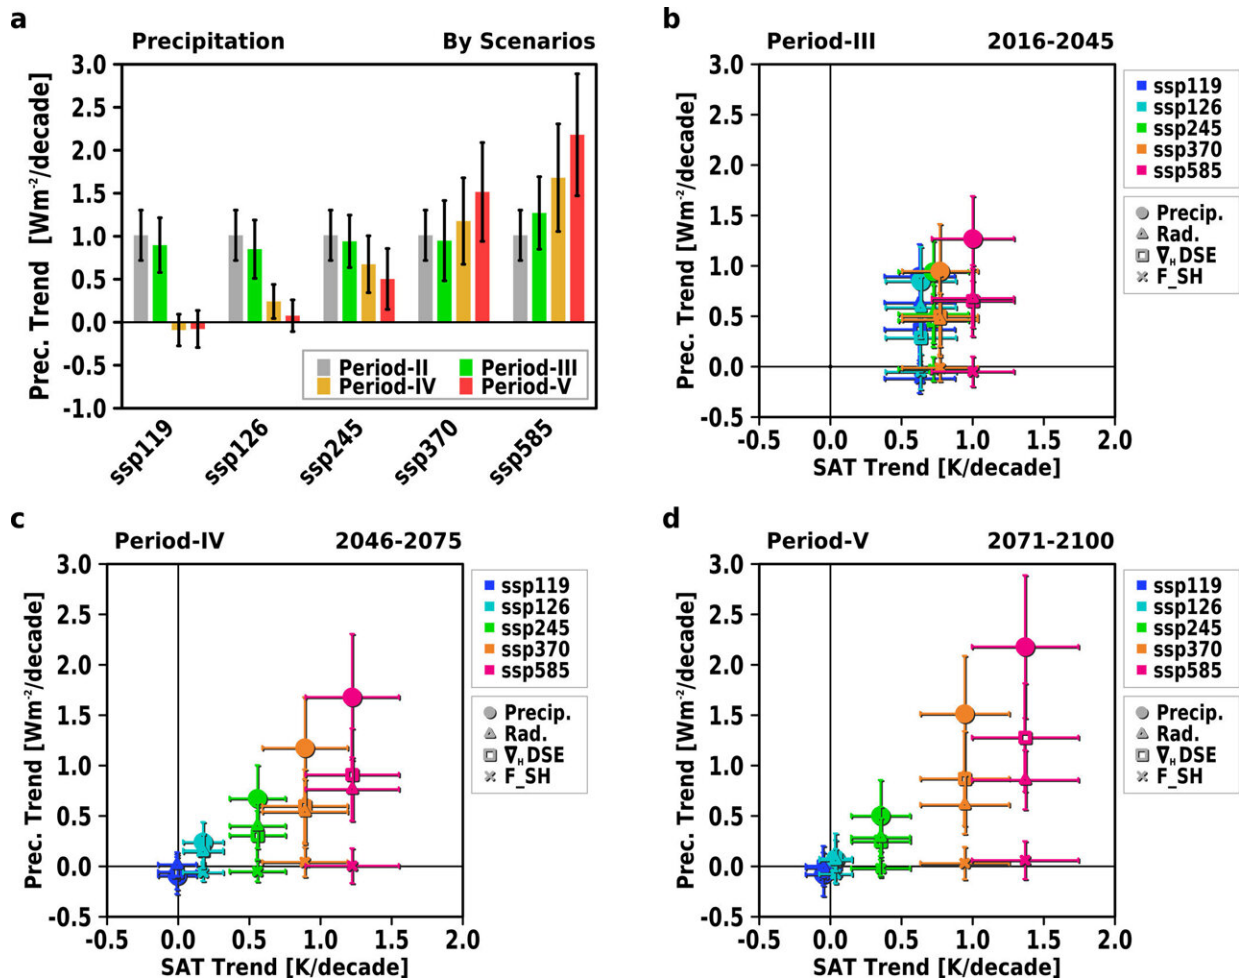 a
Precipitation By Scenarios
3.0
2.5
2.0
1.5
1.0
0.5
0.0
-0.5
-1.0
Prec. Trend [Wm⁻²/decade]
Period-II Period-III
Period-IV Period-V
ssp119 ssp126 ssp245 ssp370 ssp585
b
Period-III 2016-2045
3.0
2.5
2.0
1.5
1.0
0.5
0.0
-0.5
Prec. Trend [Wm⁻²/decade]
-0.5 0.0 0.5 1.0 1.5 2.0
SAT Trend [K/decade]
ssp119
ssp126
ssp245
ssp370
ssp585
Precip.
Rad.
∇H DSE
F_SH
c
Period-IV 2046-2075
3.0
2.5
2.0
1.5
1.0
0.5
0.0
-0.5
Prec. Trend [Wm⁻²/decade]
-0.5 0.0 0.5 1.0 1.5 2.0
SAT Trend [K/decade]
ssp119
ssp126
ssp245
ssp370
ssp585
Precip.
Rad.
∇H DSE
F_SH
d
Period-V 2071-2100
3.0
2.5
2.0
1.5
1.0
0.5
0.0
-0.5
Prec. Trend [Wm⁻²/decade]
-0.5 0.0 0.5 1.0 1.5 2.0
SAT Trend [K/decade]
ssp119
ssp126
ssp245
ssp370
ssp585
Precip.
Rad.
∇H DSE
F_SH